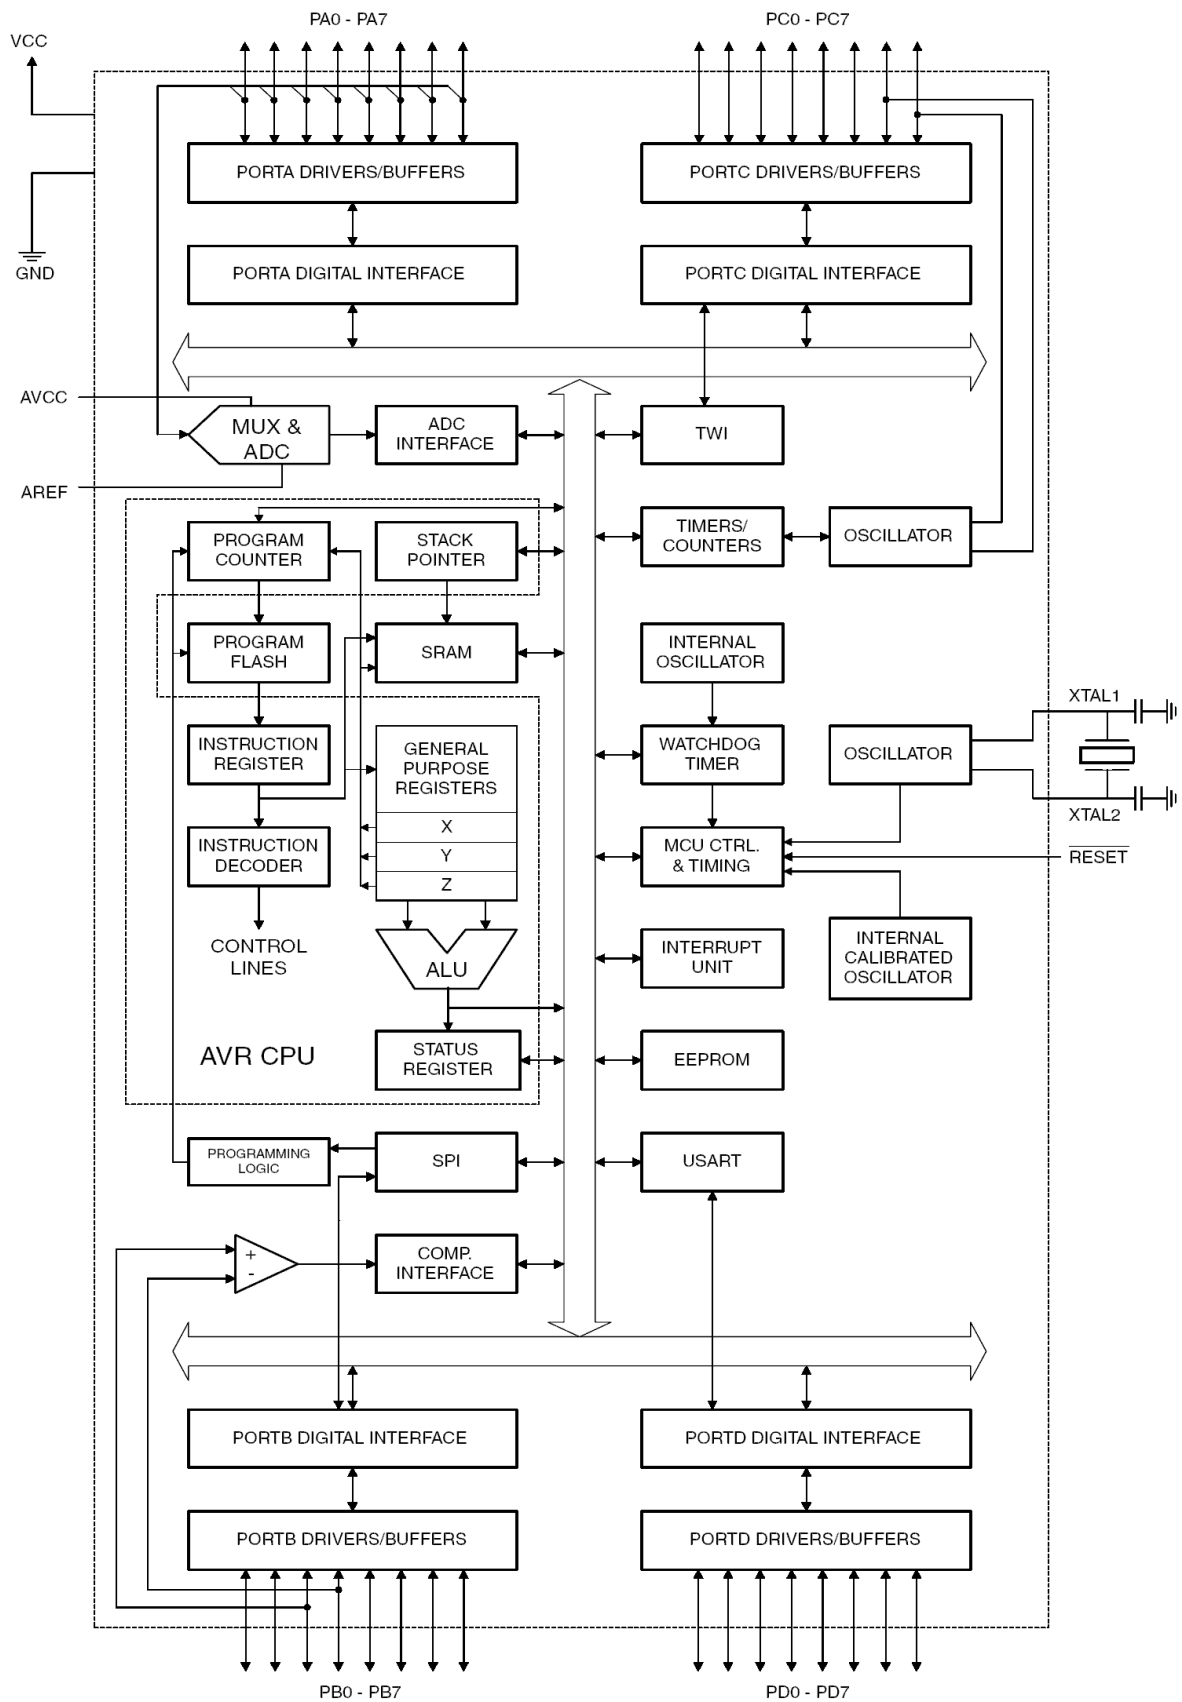 PA0 - PA7
PC0 - PC7
VCC
PORTA DRIVERS/BUFFERS
PORTC DRIVERS/BUFFERS
GND
PORTA DIGITAL INTERFACE
PORTC DIGITAL INTERFACE
AVCC
MUX &
ADC
ADC
INTERFACE
TWI
AREF
PROGRAM
COUNTER
STACK
POINTER
TIMERS/
COUNTERS
OSCILLATOR
PROGRAM
FLASH
SRAM
INTERNAL
OSCILLATOR
XTAL1
INSTRUCTION
REGISTER
GENERAL
PURPOSE
REGISTERS
WATCHDOG
TIMER
OSCILLATOR
XTAL2
X
Y
Z
INSTRUCTION
DECODER
MCU CTRL.
& TIMING
RESET
CONTROL
LINES
ALU
INTERRUPT
UNIT
INTERNAL
CALIBRATED
OSCILLATOR
AVR CPU
STATUS
REGISTER
EEPROM
PROGRAMMING
LOGIC
SPI
USART
+
-
COMP.
INTERFACE
PORTB DIGITAL INTERFACE
PORTD DIGITAL INTERFACE
PORTB DRIVERS/BUFFERS
PORTD DRIVERS/BUFFERS
PB0 - PB7
PD0 - PD7